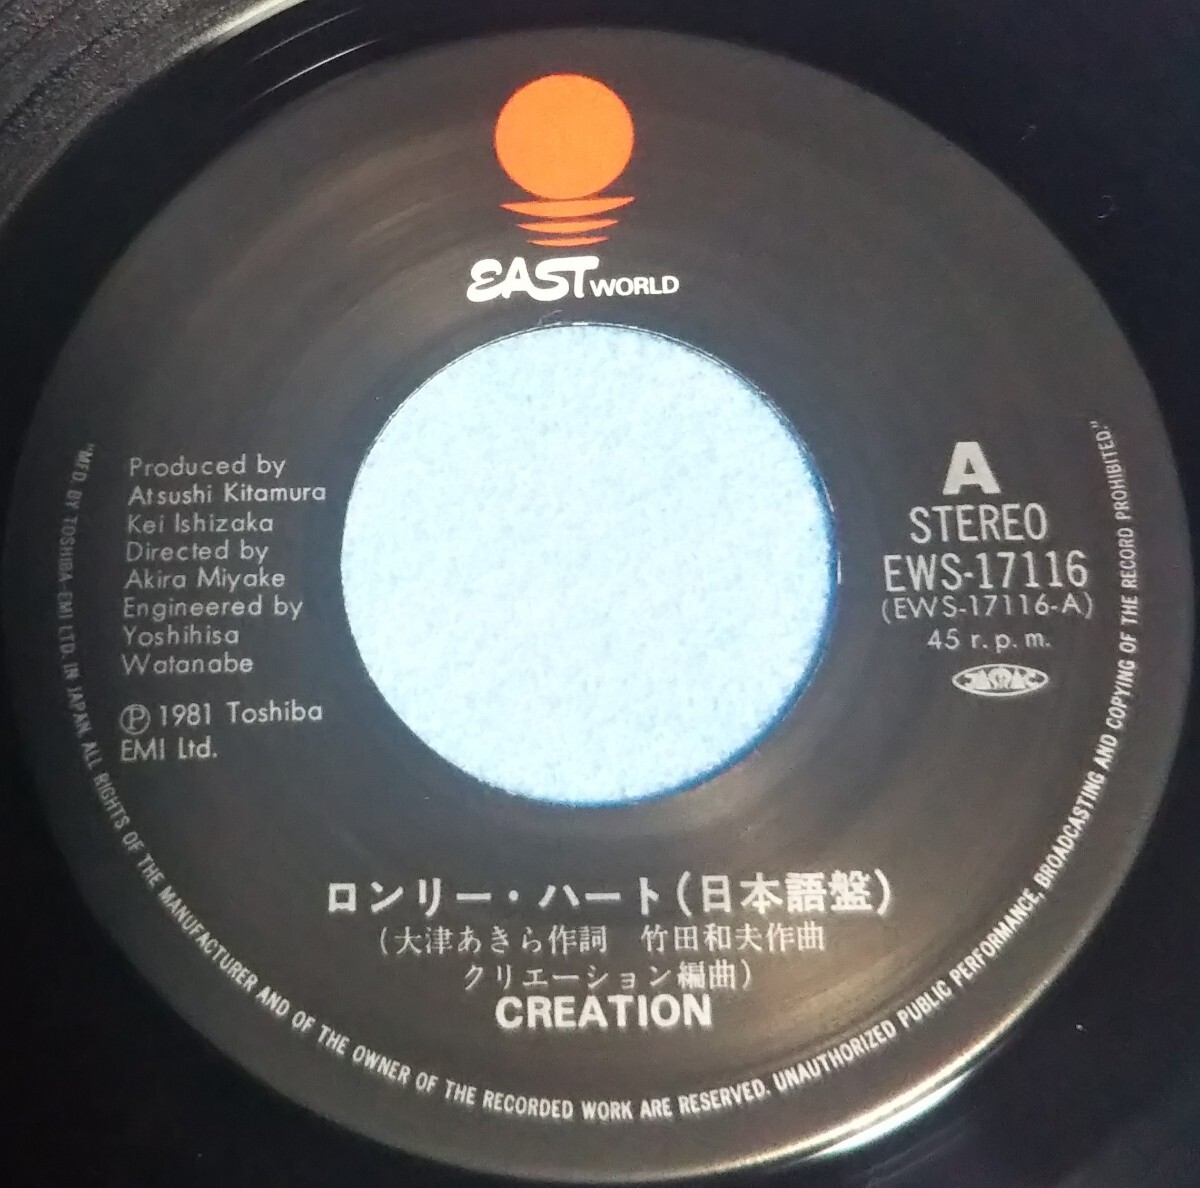 EAST WORLD
Produced by
Atsushi Kitamura
Kei Ishizaka
Directed by
Akira Miyake
Engineered by
Yoshihisa
Watanabe
Ⓟ 1981 Toshiba
EMI Ltd.
A
STEREO
EWS-17116
(EWS-17116-A)
45 r.p.m.
JASRAC
ロンリー・ハート(日本語盤)
(大津あきら作詞 竹田和夫作曲
クリエーション編曲)
CREATION
"MFD. BY TOSHIBA-EMI LTD. IN JAPAN ALL RIGHTS OF THE MANUFACTURER AND OF THE OWNER OF THE RECORDED WORK ARE RESERVED. UNAUTHORIZED PUBLIC PERFORMANCE, BROADCASTING AND COPYING OF THE RECORD PROHIBITED."